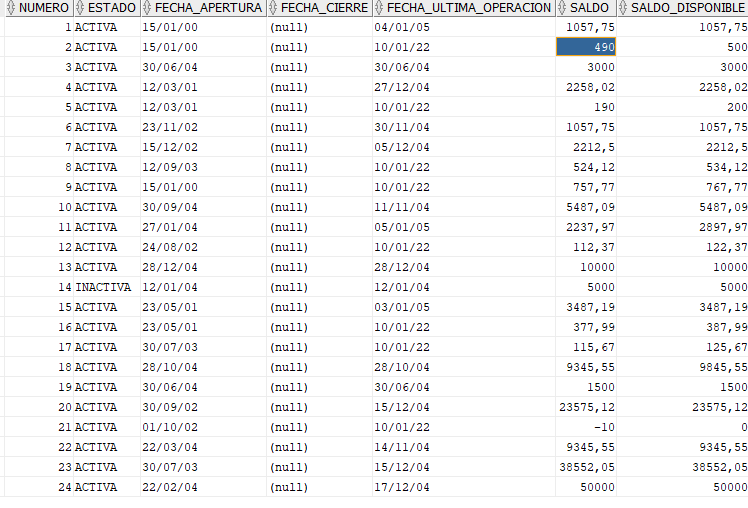 NUMERO ESTADO FECHA_APERTURA FECHA_CIERRE FECHA_ULTIMA_OPERACION SALDO SALDO_DISPONIBLE
1 ACTIVA 15/01/00 (null) 04/01/05 1057,75 1057,75
2 ACTIVA 15/01/00 (null) 10/01/22 490 500
3 ACTIVA 30/06/04 (null) 30/06/04 3000 3000
4 ACTIVA 12/03/01 (null) 27/12/04 2258,02 2258,02
5 ACTIVA 12/03/01 (null) 10/01/22 190 200
6 ACTIVA 23/11/02 (null) 30/11/04 1057,75 1057,75
7 ACTIVA 15/12/02 (null) 05/12/04 2212,5 2212,5
8 ACTIVA 12/09/03 (null) 10/01/22 524,12 534,12
9 ACTIVA 15/01/00 (null) 10/01/22 757,77 767,77
10 ACTIVA 30/09/04 (null) 11/11/04 5487,09 5487,09
11 ACTIVA 27/01/04 (null) 05/01/05 2237,97 2897,97
12 ACTIVA 24/08/02 (null) 10/01/22 112,37 122,37
13 ACTIVA 28/12/04 (null) 28/12/04 10000 10000
14 INACTIVA 12/01/04 (null) 12/01/04 5000 5000
15 ACTIVA 23/05/01 (null) 03/01/05 3487,19 3487,19
16 ACTIVA 23/05/01 (null) 10/01/22 377,99 387,99
17 ACTIVA 30/07/03 (null) 10/01/22 115,67 125,67
18 ACTIVA 28/10/04 (null) 28/10/04 9345,55 9845,55
19 ACTIVA 30/06/04 (null) 30/06/04 1500 1500
20 ACTIVA 30/09/02 (null) 15/12/04 23575,12 23575,12
21 ACTIVA 01/10/02 (null) 10/01/22 -10 0
22 ACTIVA 22/03/04 (null) 14/11/04 9345,55 9345,55
23 ACTIVA 30/07/03 (null) 15/12/04 38552,05 38552,05
24 ACTIVA 22/02/04 (null) 17/12/04 50000 50000